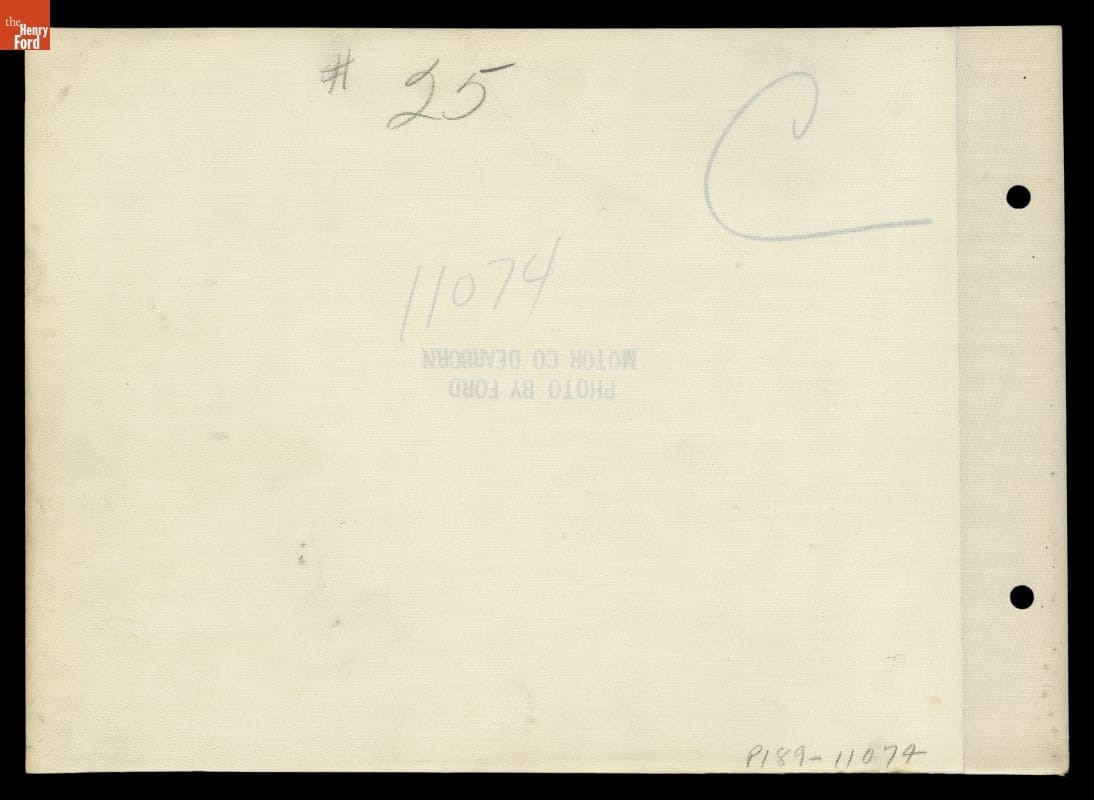 the
Henry
Ford
# 25
C
11074
PHOTO BY FORD
MOTOR CO DEARBORN
P189-11074